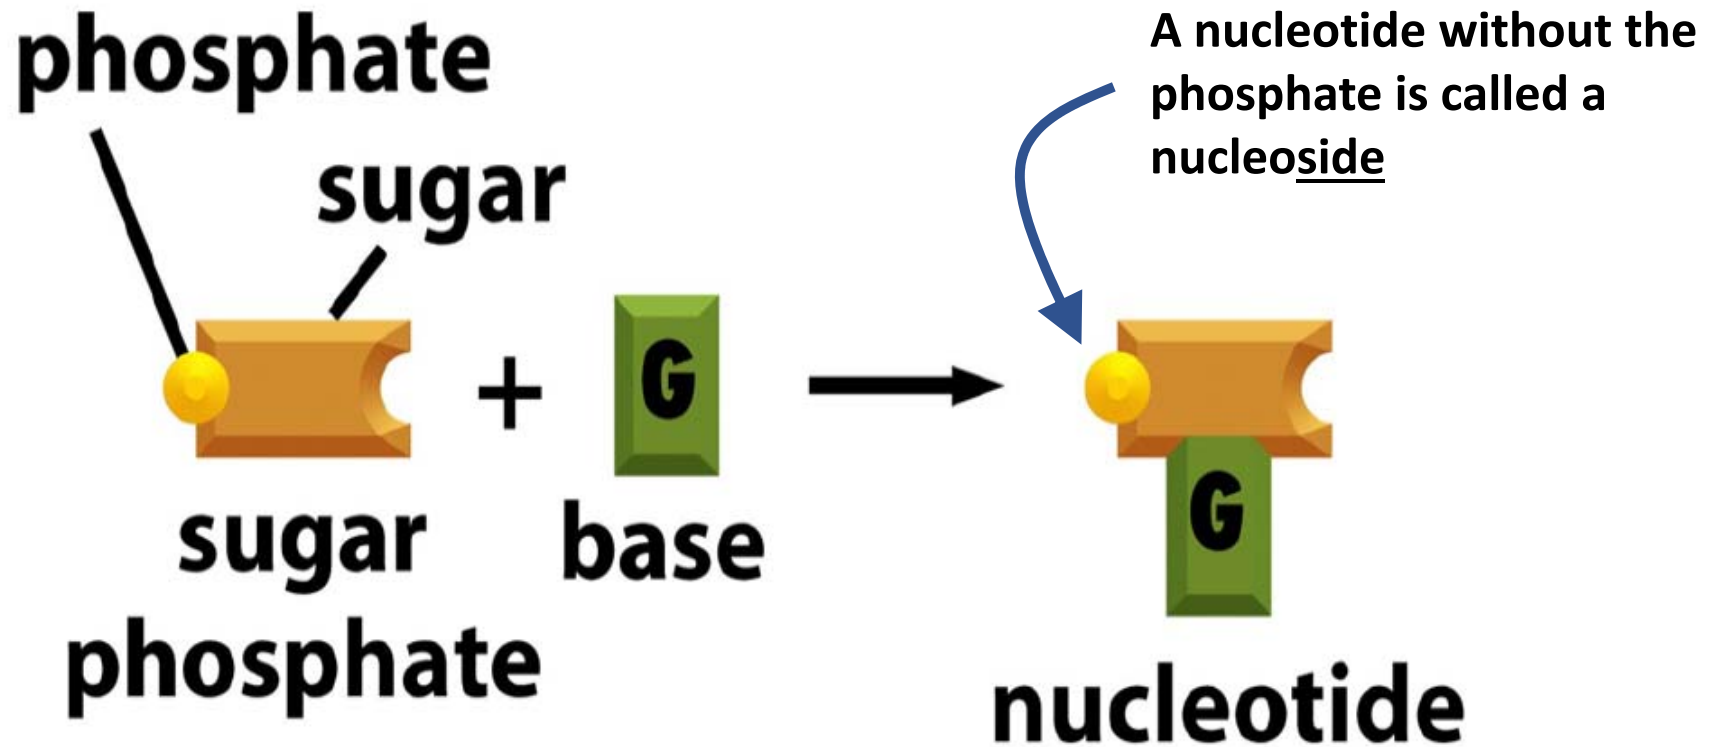 phosphate
sugar
A nucleotide without the
phosphate is called a
nucleoside
G
G
sugar
phosphate
base
nucleotide